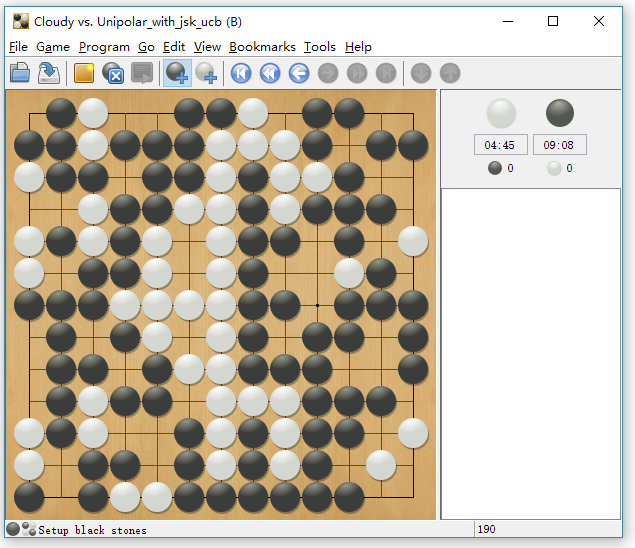 Cloudy vs. Unipolar_with_jsk_ucb (B)
File Game Program Go Edit View Bookmarks Tools Help
04:45 09:08
0 0
Setup black stones 190